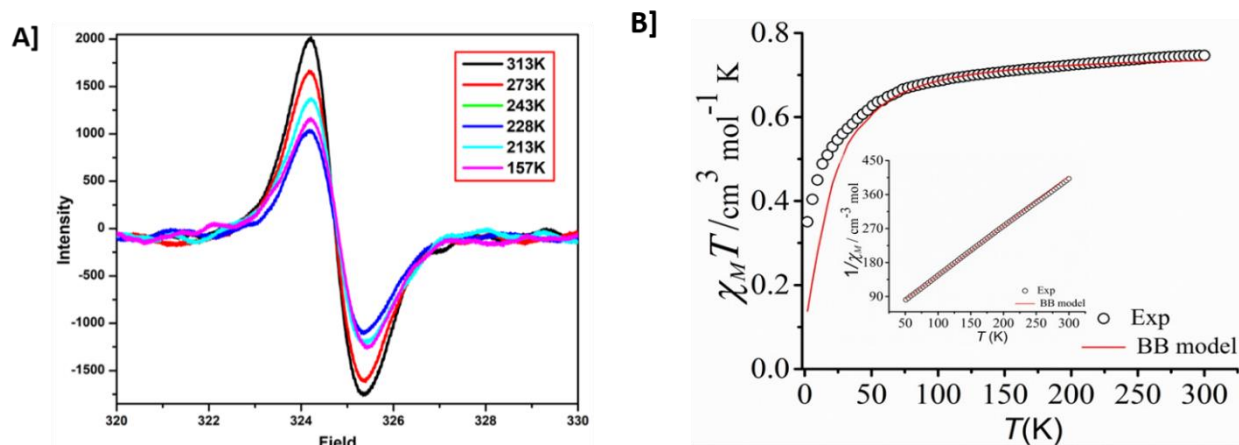 A]
2000
1500
1000
500
0
-500
-1000
-1500
Intensity
313K
273K
243K
228K
213K
157K
320
322
324
326
328
330
Field
B]
0.8
0.6
0.4
0.2
0.0
χ_M T /cm³ mol⁻¹ K
450
360
270
180
90
1/χ_M / cm⁻³ mol
Exp
BB model
50 100 150 200 250 300
T (K)
Exp
BB model
0 50 100 150 200 250 300
T(K)